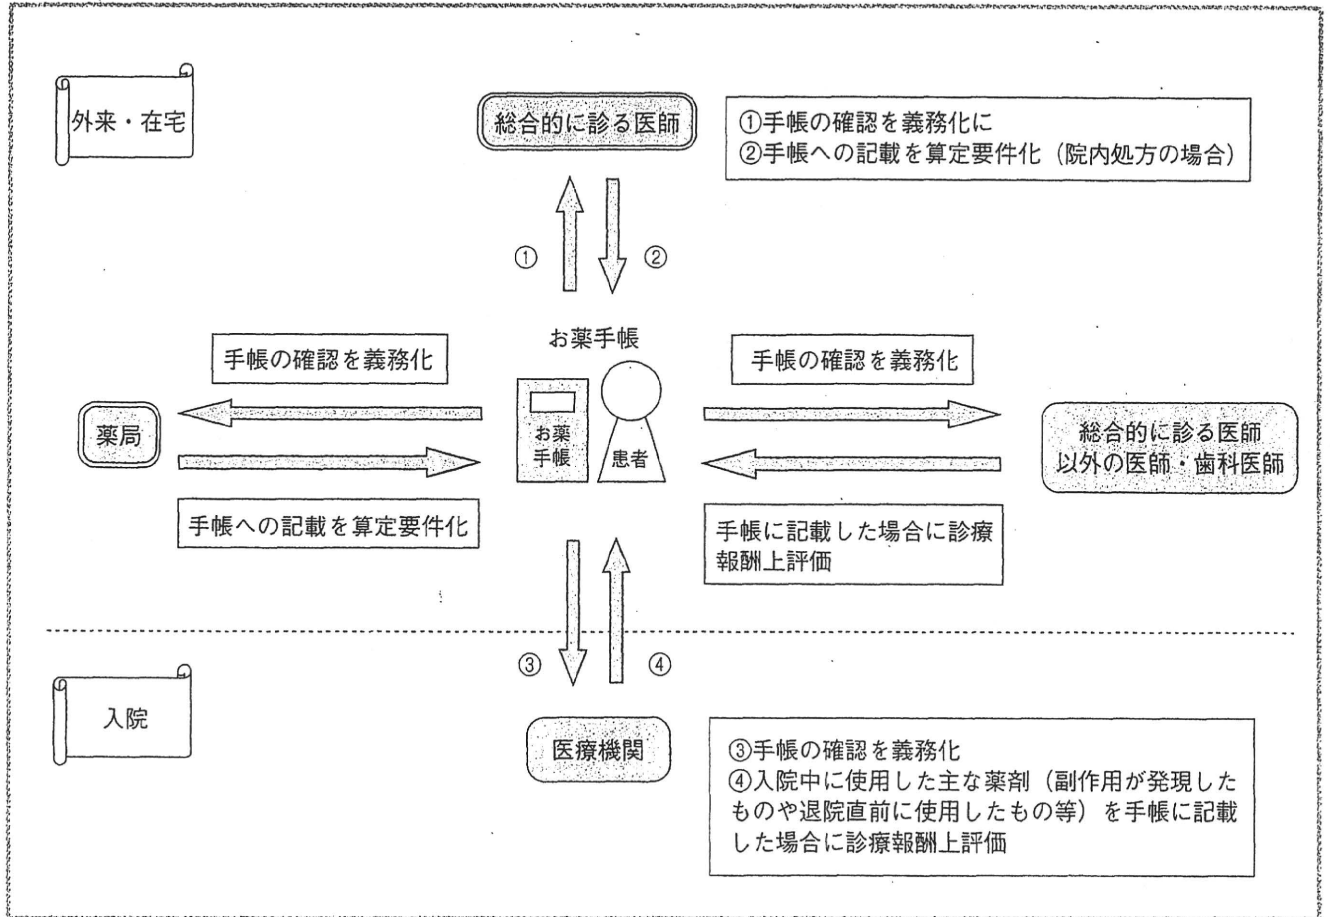 外来・在宅
総合的に診る医師
①手帳の確認を義務化に
②手帳への記載を算定要件化（院内処方の場合）
①
②
お薬手帳
手帳の確認を義務化
手帳の確認を義務化
薬局
お薬
手帳
患者
総合的に診る医師
以外の医師・歯科医師
手帳への記載を算定要件化
手帳に記載した場合に診療
報酬上評価
③
④
入院
医療機関
③手帳の確認を義務化
④入院中に使用した主な薬剤（副作用が発現した
ものや退院直前に使用したもの等）を手帳に記載
した場合に診療報酬上評価